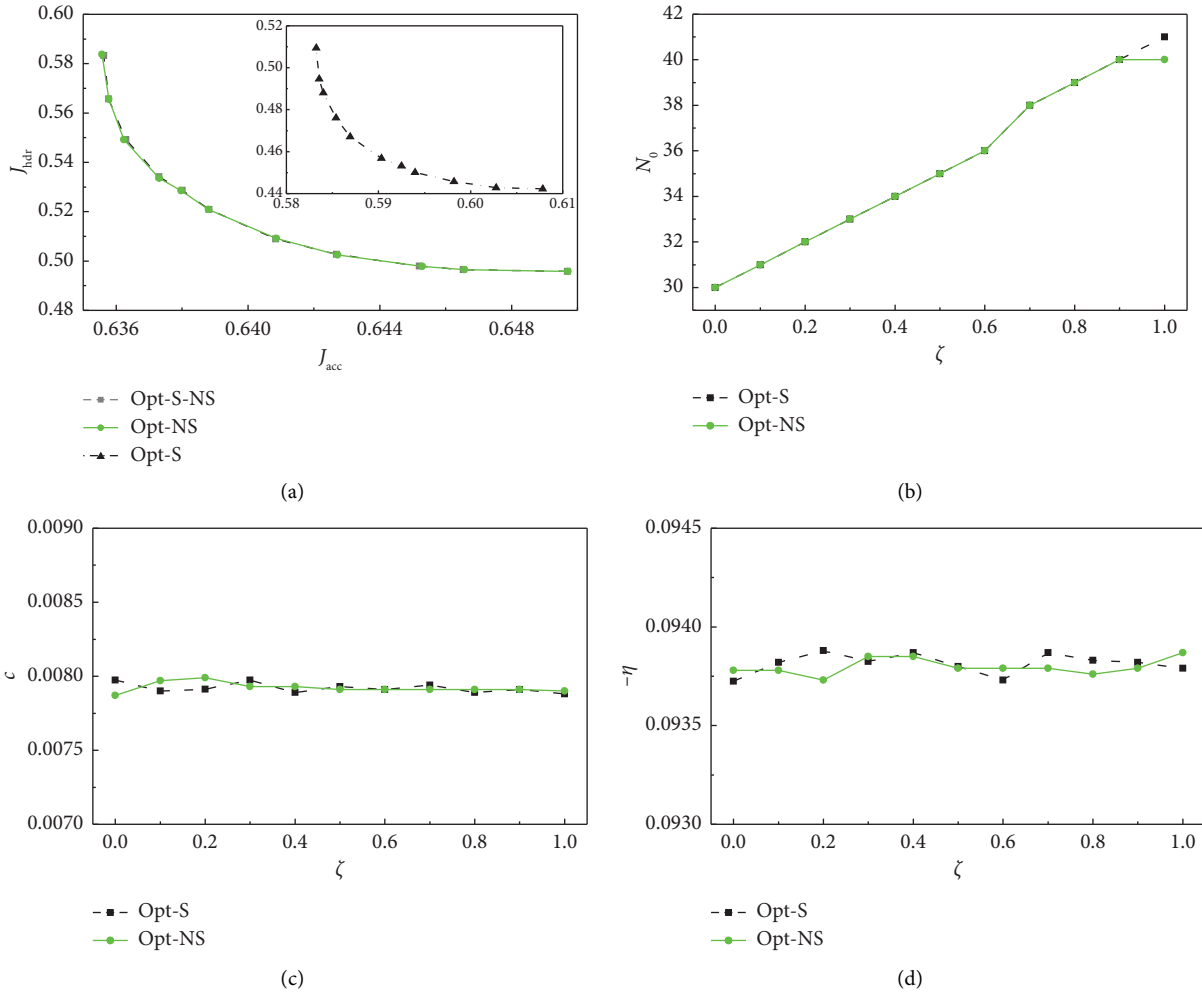 0.60
0.58
0.56
0.54
0.52
0.50
0.48
J_hdr
0.636
0.640
0.644
0.648
J_acc
0.52
0.50
0.48
0.46
0.44
0.58
0.59
0.60
0.61
Opt-S-NS
Opt-NS
Opt-S
(a)
42
40
38
36
34
32
30
N_0
0.0
0.2
0.4
0.6
0.8
1.0
ζ
Opt-S
Opt-NS
(b)
0.0090
0.0085
0.0080
0.0075
0.0070
c
0.0
0.2
0.4
0.6
0.8
1.0
ζ
Opt-S
Opt-NS
(c)
0.0945
0.0940
0.0935
0.0930
−η
0.0
0.2
0.4
0.6
0.8
1.0
ζ
Opt-S
Opt-NS
(d)